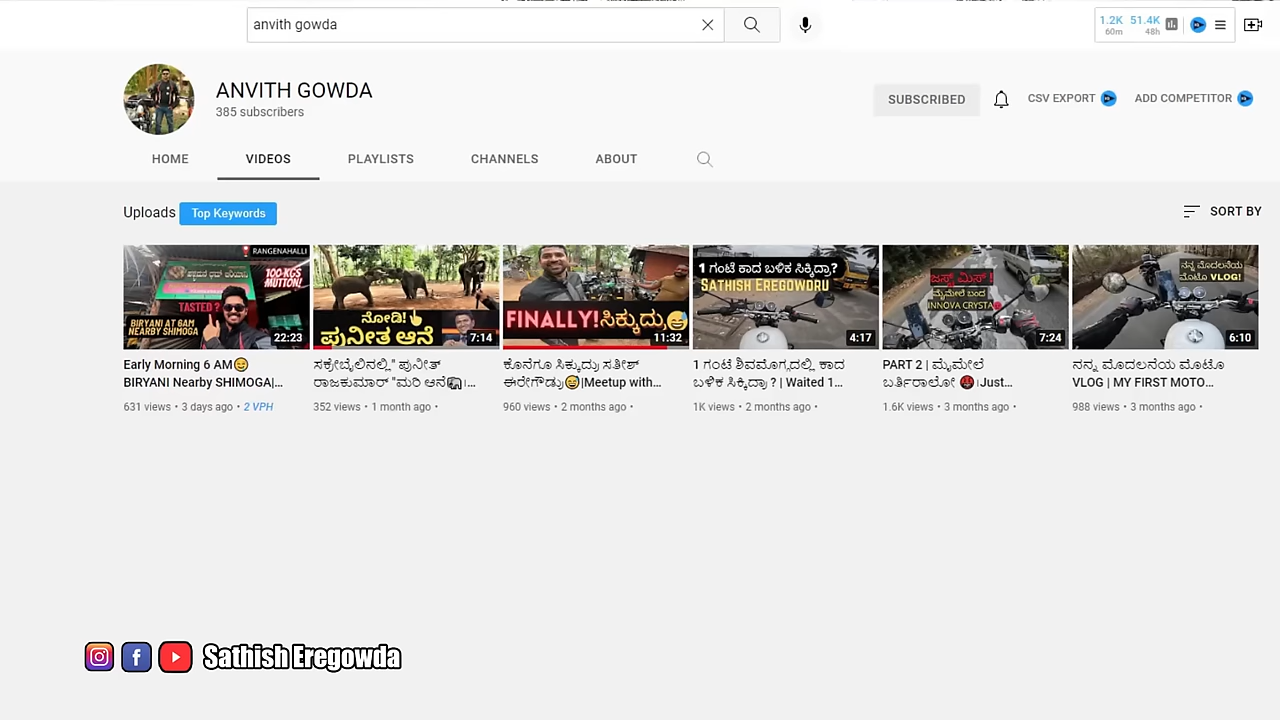 anvith gowda
1.2K 51.4K
60m 48h
ANVITH GOWDA
385 subscribers
SUBSCRIBED
CSV EXPORT
ADD COMPETITOR
HOME VIDEOS PLAYLISTS CHANNELS ABOUT
Uploads Top Keywords
SORT BY
RANGENAHALLI
100 KGS
MUTTON!
TASTED ?
BIRYANI AT 6AM
NEARBY SHIMOGA
22:23
ನೋಡಿ!
ಪುನೀತ ಆನೆ
7:14
FINALLY!ಸಿಕ್ಕುದ್ರು
11:32
1 ಗಂಟೆ ಕಾದ ಬಳಿಕ ಸಿಕ್ಕಿದ್ರಾ?
SATHISH EREGOWDRU
4:17
ಜಸ್ಟ್ ಮಿಸ್ !
ಮೈಮೇಲೆ ಬಂದ
INNOVA CRYSTA
7:24
ನನ್ನ ಮೊದಲನೆಯ
ಮೊಟೊ VLOG!
6:10
Early Morning 6 AM😊
BIRYANI Nearby SHIMOGA|...
631 views • 3 days ago • 2 VPH
ಸಕ್ರೇಬೈಲಿನಲ್ಲಿ " ಪುನೀತ್
ರಾಜಕುಮಾರ್ "ಮರಿ ಆನೆ🐘।...
352 views • 1 month ago •
ಕೊನೆಗೂ ಸಿಕ್ಕುದ್ರು ಸತೀಶ್
ಈರೇಗೌಡ್ರು😅|Meetup with...
960 views • 2 months ago •
1 ಗಂಟೆ ಶಿವಮೊಗ್ಗದಲ್ಲಿ ಕಾದ
ಬಳಿಕ ಸಿಕ್ಕಿದ್ರಾ ? | Waited 1...
1K views • 2 months ago •
PART 2 | ಮೈಮೇಲೆ
ಬರ್ತಿರಾಲೋ 😡।Just...
1.6K views • 3 months ago •
ನನ್ನ ಮೊದಲನೆಯ ಮೊಟೊ
VLOG | MY FIRST MOTO...
988 views • 3 months ago •
Sathish Eregowda